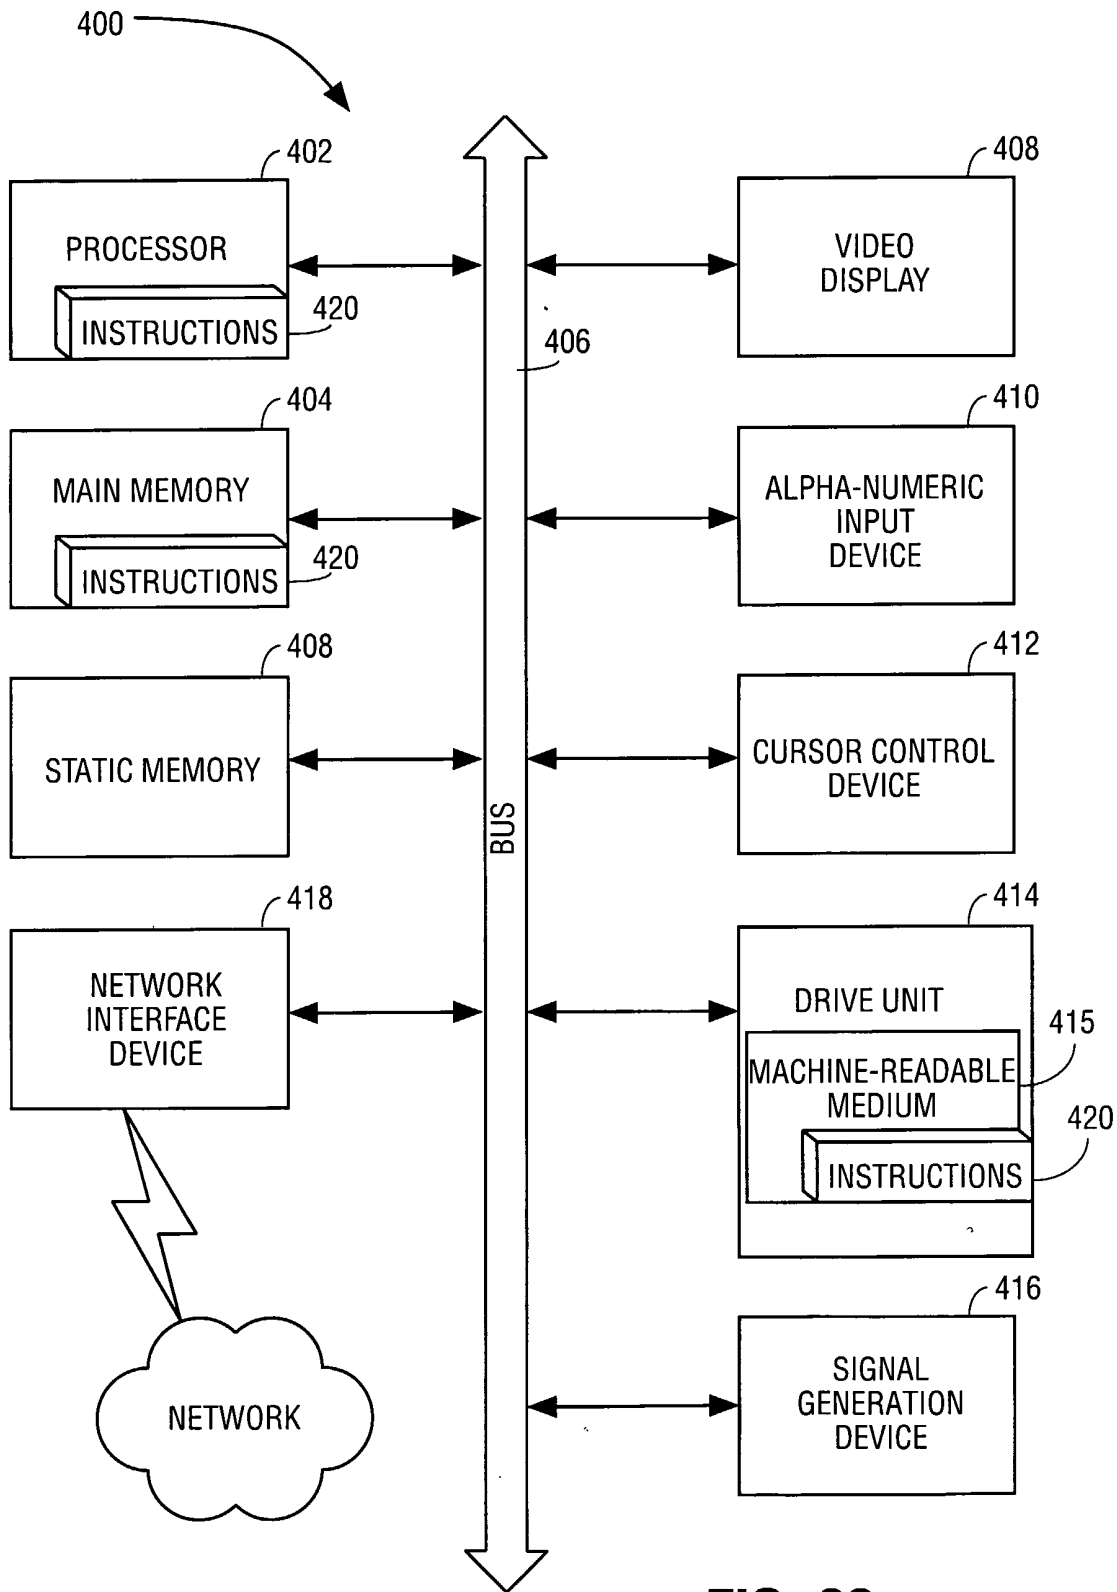 400
402
PROCESSOR
INSTRUCTIONS
420
404
MAIN MEMORY
INSTRUCTIONS
420
408
STATIC MEMORY
418
NETWORK
INTERFACE
DEVICE
NETWORK
406
BUS
408
VIDEO
DISPLAY
410
ALPHA-NUMERIC
INPUT
DEVICE
412
CURSOR CONTROL
DEVICE
414
DRIVE UNIT
415
MACHINE-READABLE
MEDIUM
INSTRUCTIONS
420
416
SIGNAL
GENERATION
DEVICE